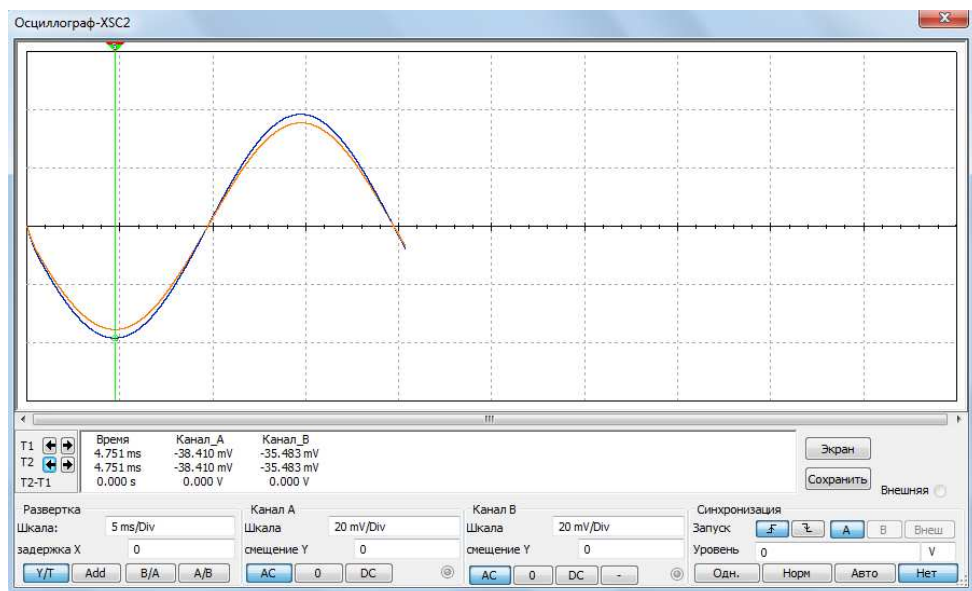 Осциллограф-XSC2
Время Канал_A Канал_B
T1 4.751 ms -38.410 mV -35.483 mV
T2 4.751 ms -38.410 mV -35.483 mV
T2-T1 0.000 s 0.000 V 0.000 V
Экран
Сохранить
Внешняя
Развертка
Шкала: 5 ms/Div
задержка X 0
Y/T Add B/A A/B
Канал A
Шкала 20 mV/Div
смещение Y 0
AC 0 DC
Канал B
Шкала 20 mV/Div
смещение Y 0
AC 0 DC -
Синхронизация
Запуск A B Внеш
Уровень 0 V
Одн. Норм Авто Нет